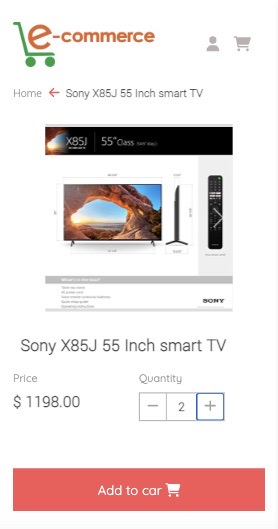 e-commerce
Home ← Sony X85J 55 Inch smart TV
X85J 55" Class
What's in the box?
SONY
Sony X85J 55 Inch smart TV
Price Quantity
$ 1198.00 — 2 +
Add to car